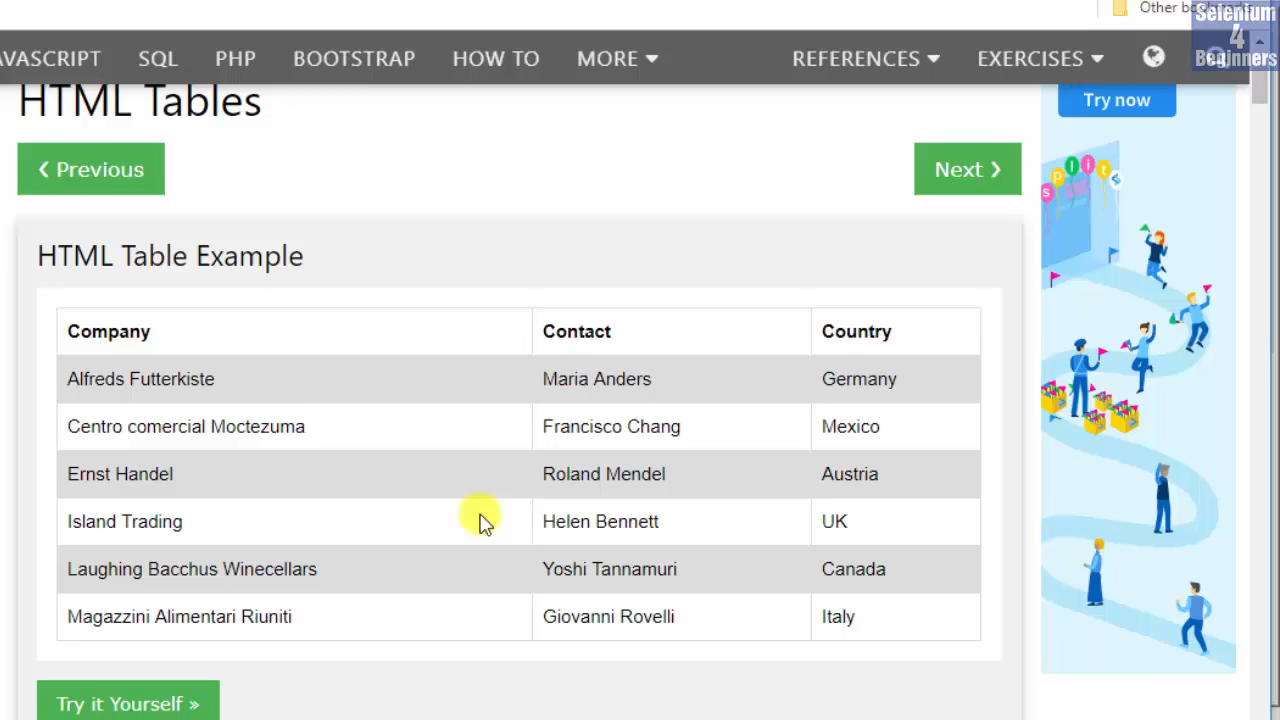 Other bookmarks
Selenium
4
Beginners
AVASCRIPT SQL PHP BOOTSTRAP HOW TO MORE REFERENCES EXERCISES
HTML Tables
Try now
❮ Previous
Next ❯
split
HTML Table Example
Company Contact Country
Alfreds Futterkiste Maria Anders Germany
Centro comercial Moctezuma Francisco Chang Mexico
Ernst Handel Roland Mendel Austria
Island Trading Helen Bennett UK
Laughing Bacchus Winecellars Yoshi Tannamuri Canada
Magazzini Alimentari Riuniti Giovanni Rovelli Italy
Try it Yourself »